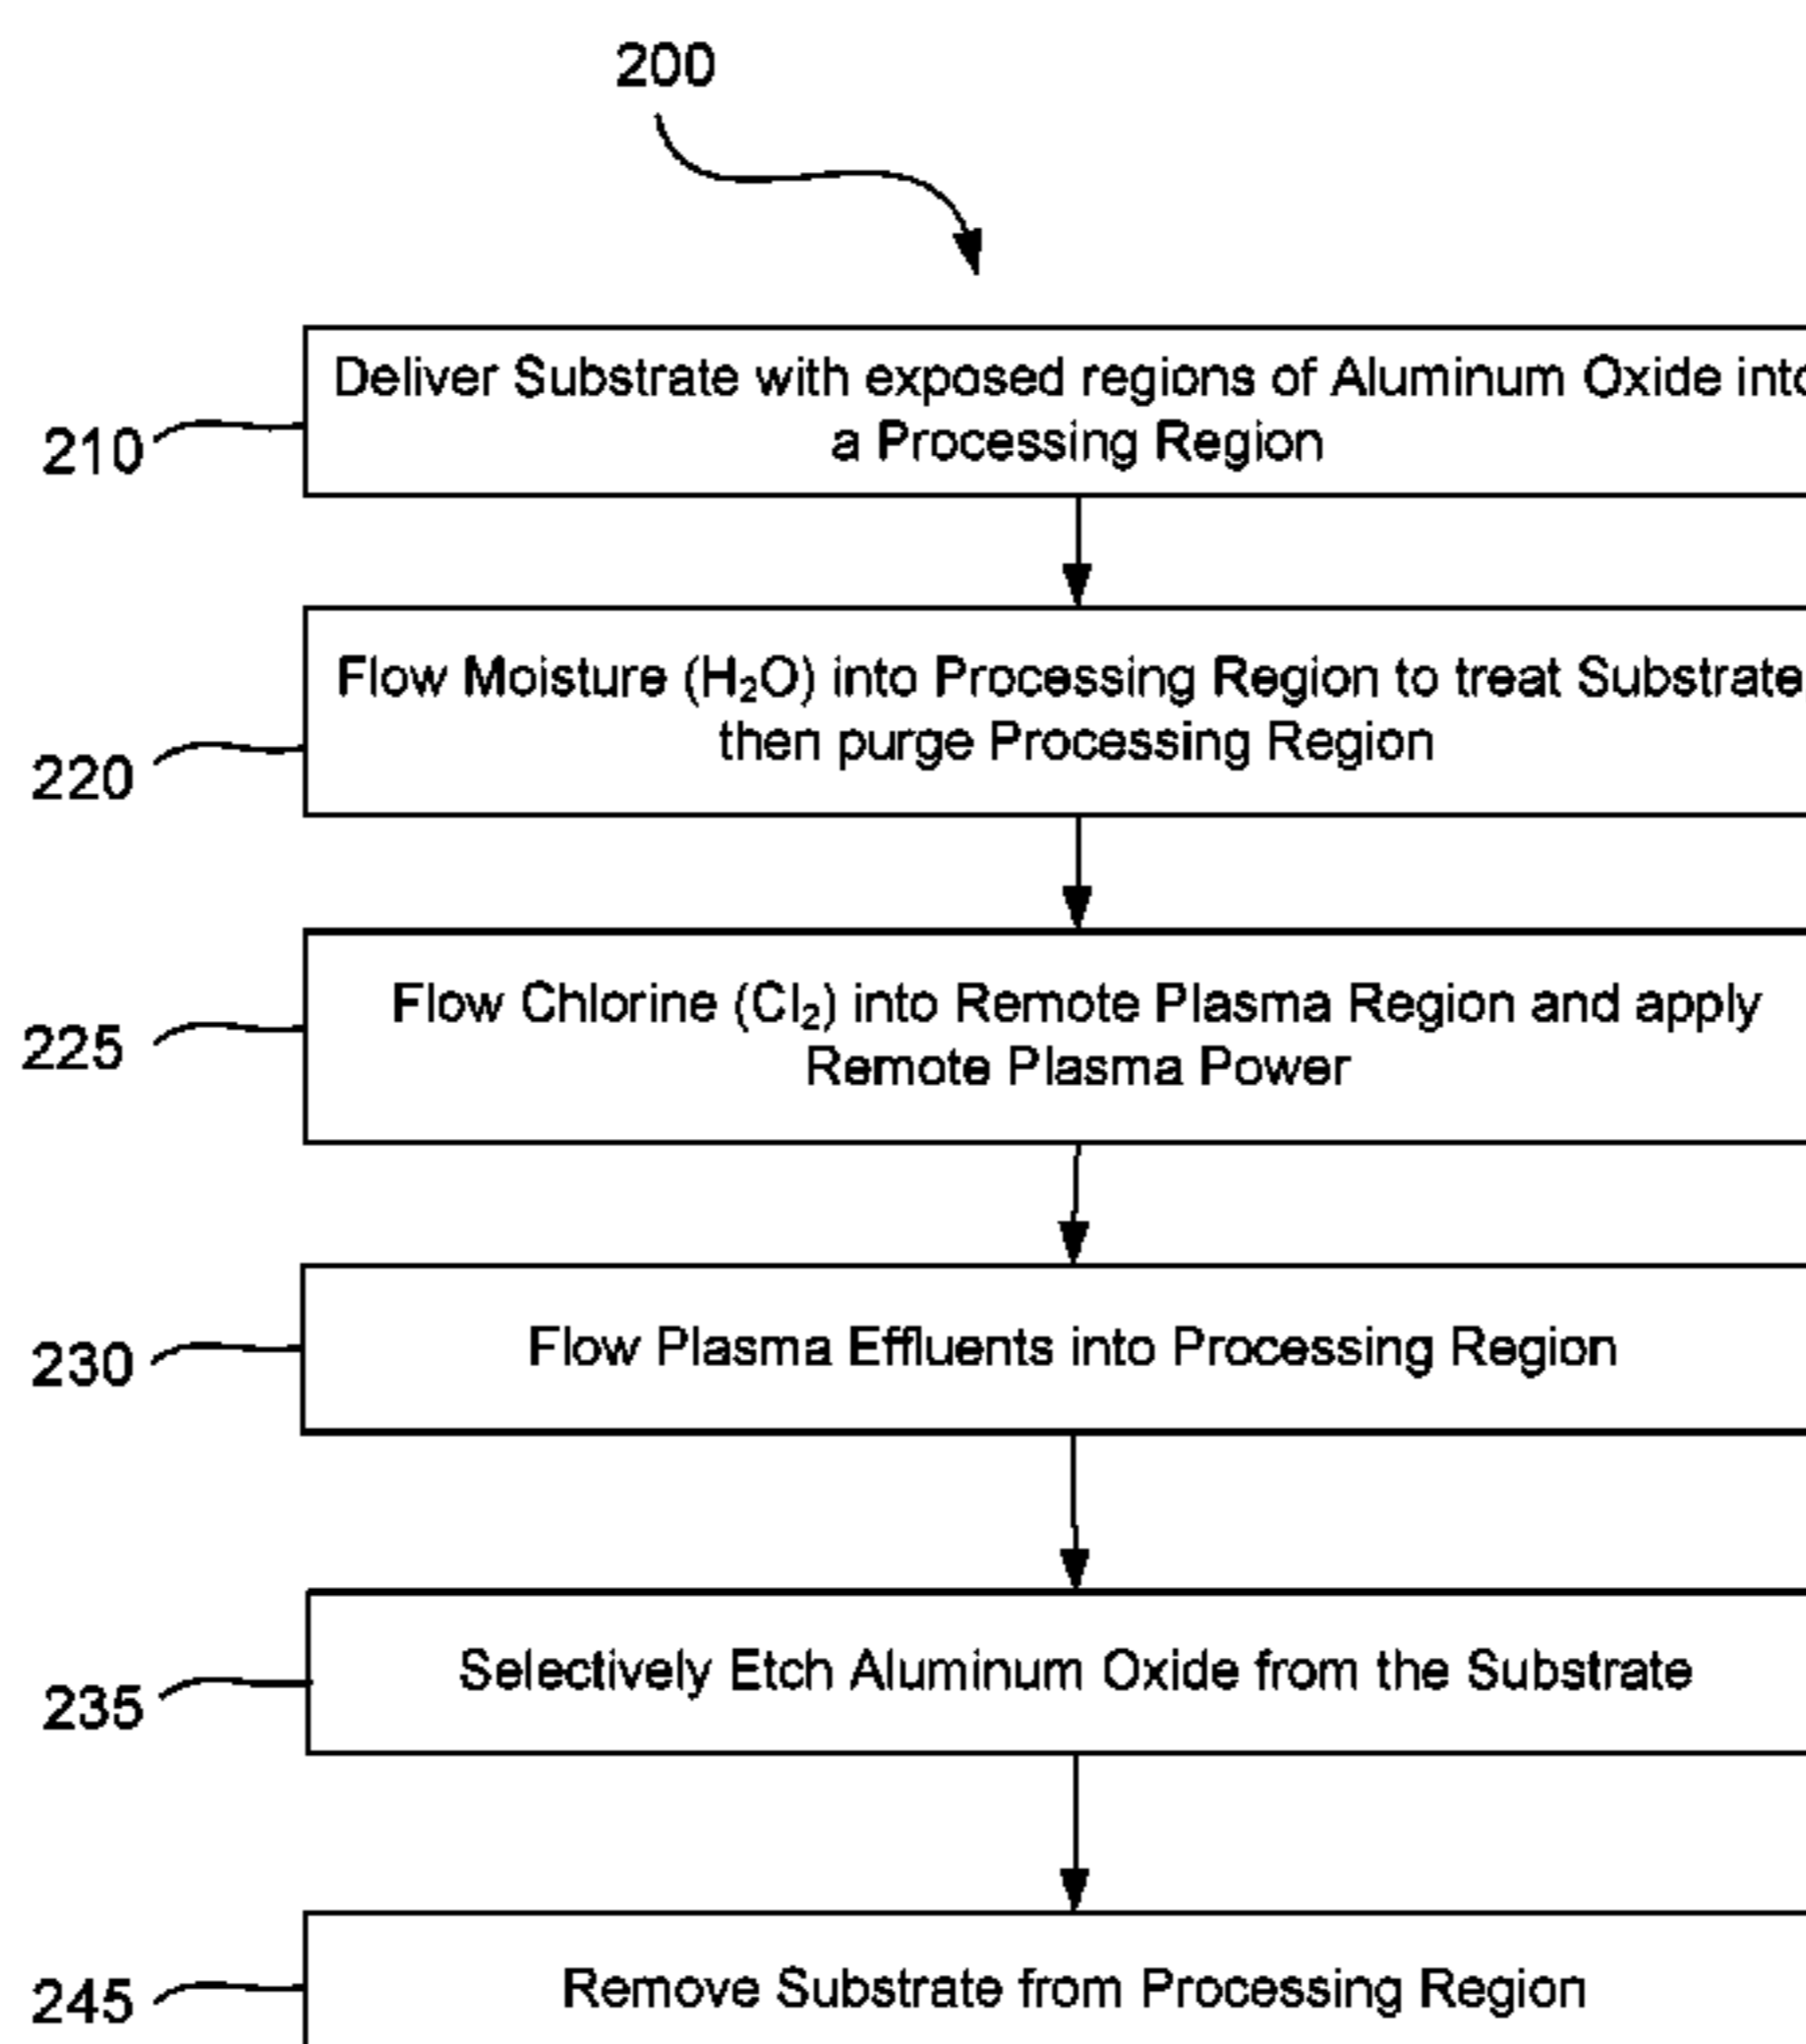 200
210
Deliver Substrate with exposed regions of Aluminum Oxide into
a Processing Region
220
Flow Moisture (H₂O) into Processing Region to treat Substrate
then purge Processing Region
225
Flow Chlorine (Cl₂) into Remote Plasma Region and apply
Remote Plasma Power
230
Flow Plasma Effluents into Processing Region
235
Selectively Etch Aluminum Oxide from the Substrate
245
Remove Substrate from Processing Region